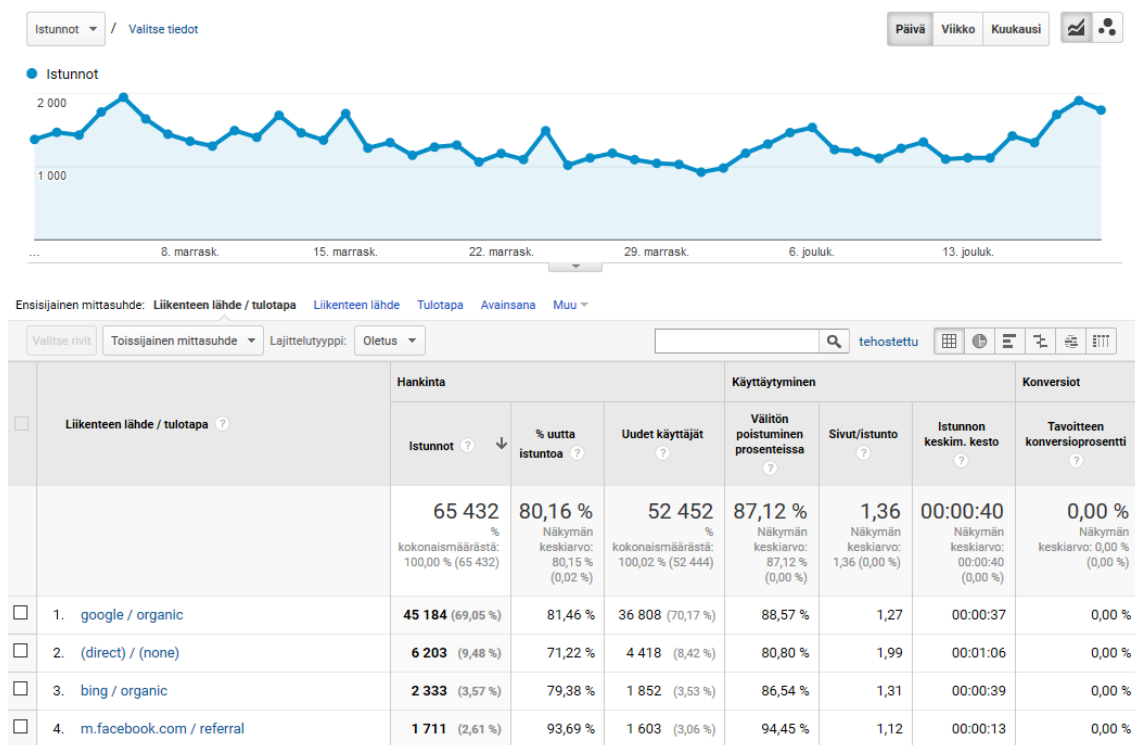 Istunnot / Valitse tiedot Päivä Viikko Kuukausi
Istunnot
2 000
1 000
... 8. marrask. 15. marrask. 22. marrask. 29. marrask. 6. jouluk. 13. jouluk.
Ensisijainen mittasuhde: Liikenteen lähde / tulotapa Liikenteen lähde Tulotapa Avainsana Muu
Valitse rivit Toissijainen mittasuhde Lajittelutyyppi: Oletus tehostettu
Hankinta Käyttäytyminen Konversiot
Liikenteen lähde / tulotapa ?
Istunnot ?
% uutta
istuntoa ?
Uudet käyttäjät
?
Välitön
poistuminen
prosenteissa
?
Sivut/istunto
?
Istunnon
keskim. kesto
?
Tavoitteen
konversioprosentti
?
65 432
%
kokonaismäärästä:
100,00 % (65 432)
80,16 %
Näkymän
keskiarvo:
80,15 %
(0,02 %)
52 452
%
kokonaismäärästä:
100,02 % (52 444)
87,12 %
Näkymän
keskiarvo:
87,12 %
(0,00 %)
1,36
Näkymän
keskiarvo:
1,36 (0,00 %)
00:00:40
Näkymän
keskiarvo:
00:00:40
(0,00 %)
0,00 %
Näkymän
keskiarvo: 0,00 %
(0,00 %)
1. google / organic 45 184 (69,05 %) 81,46 % 36 808 (70,17 %) 88,57 % 1,27 00:00:37 0,00 %
2. (direct) / (none) 6 203 (9,48 %) 71,22 % 4 418 (8,42 %) 80,80 % 1,99 00:01:06 0,00 %
3. bing / organic 2 333 (3,57 %) 79,38 % 1 852 (3,53 %) 86,54 % 1,31 00:00:39 0,00 %
4. m.facebook.com / referral 1 711 (2,61 %) 93,69 % 1 603 (3,06 %) 94,45 % 1,12 00:00:13 0,00 %